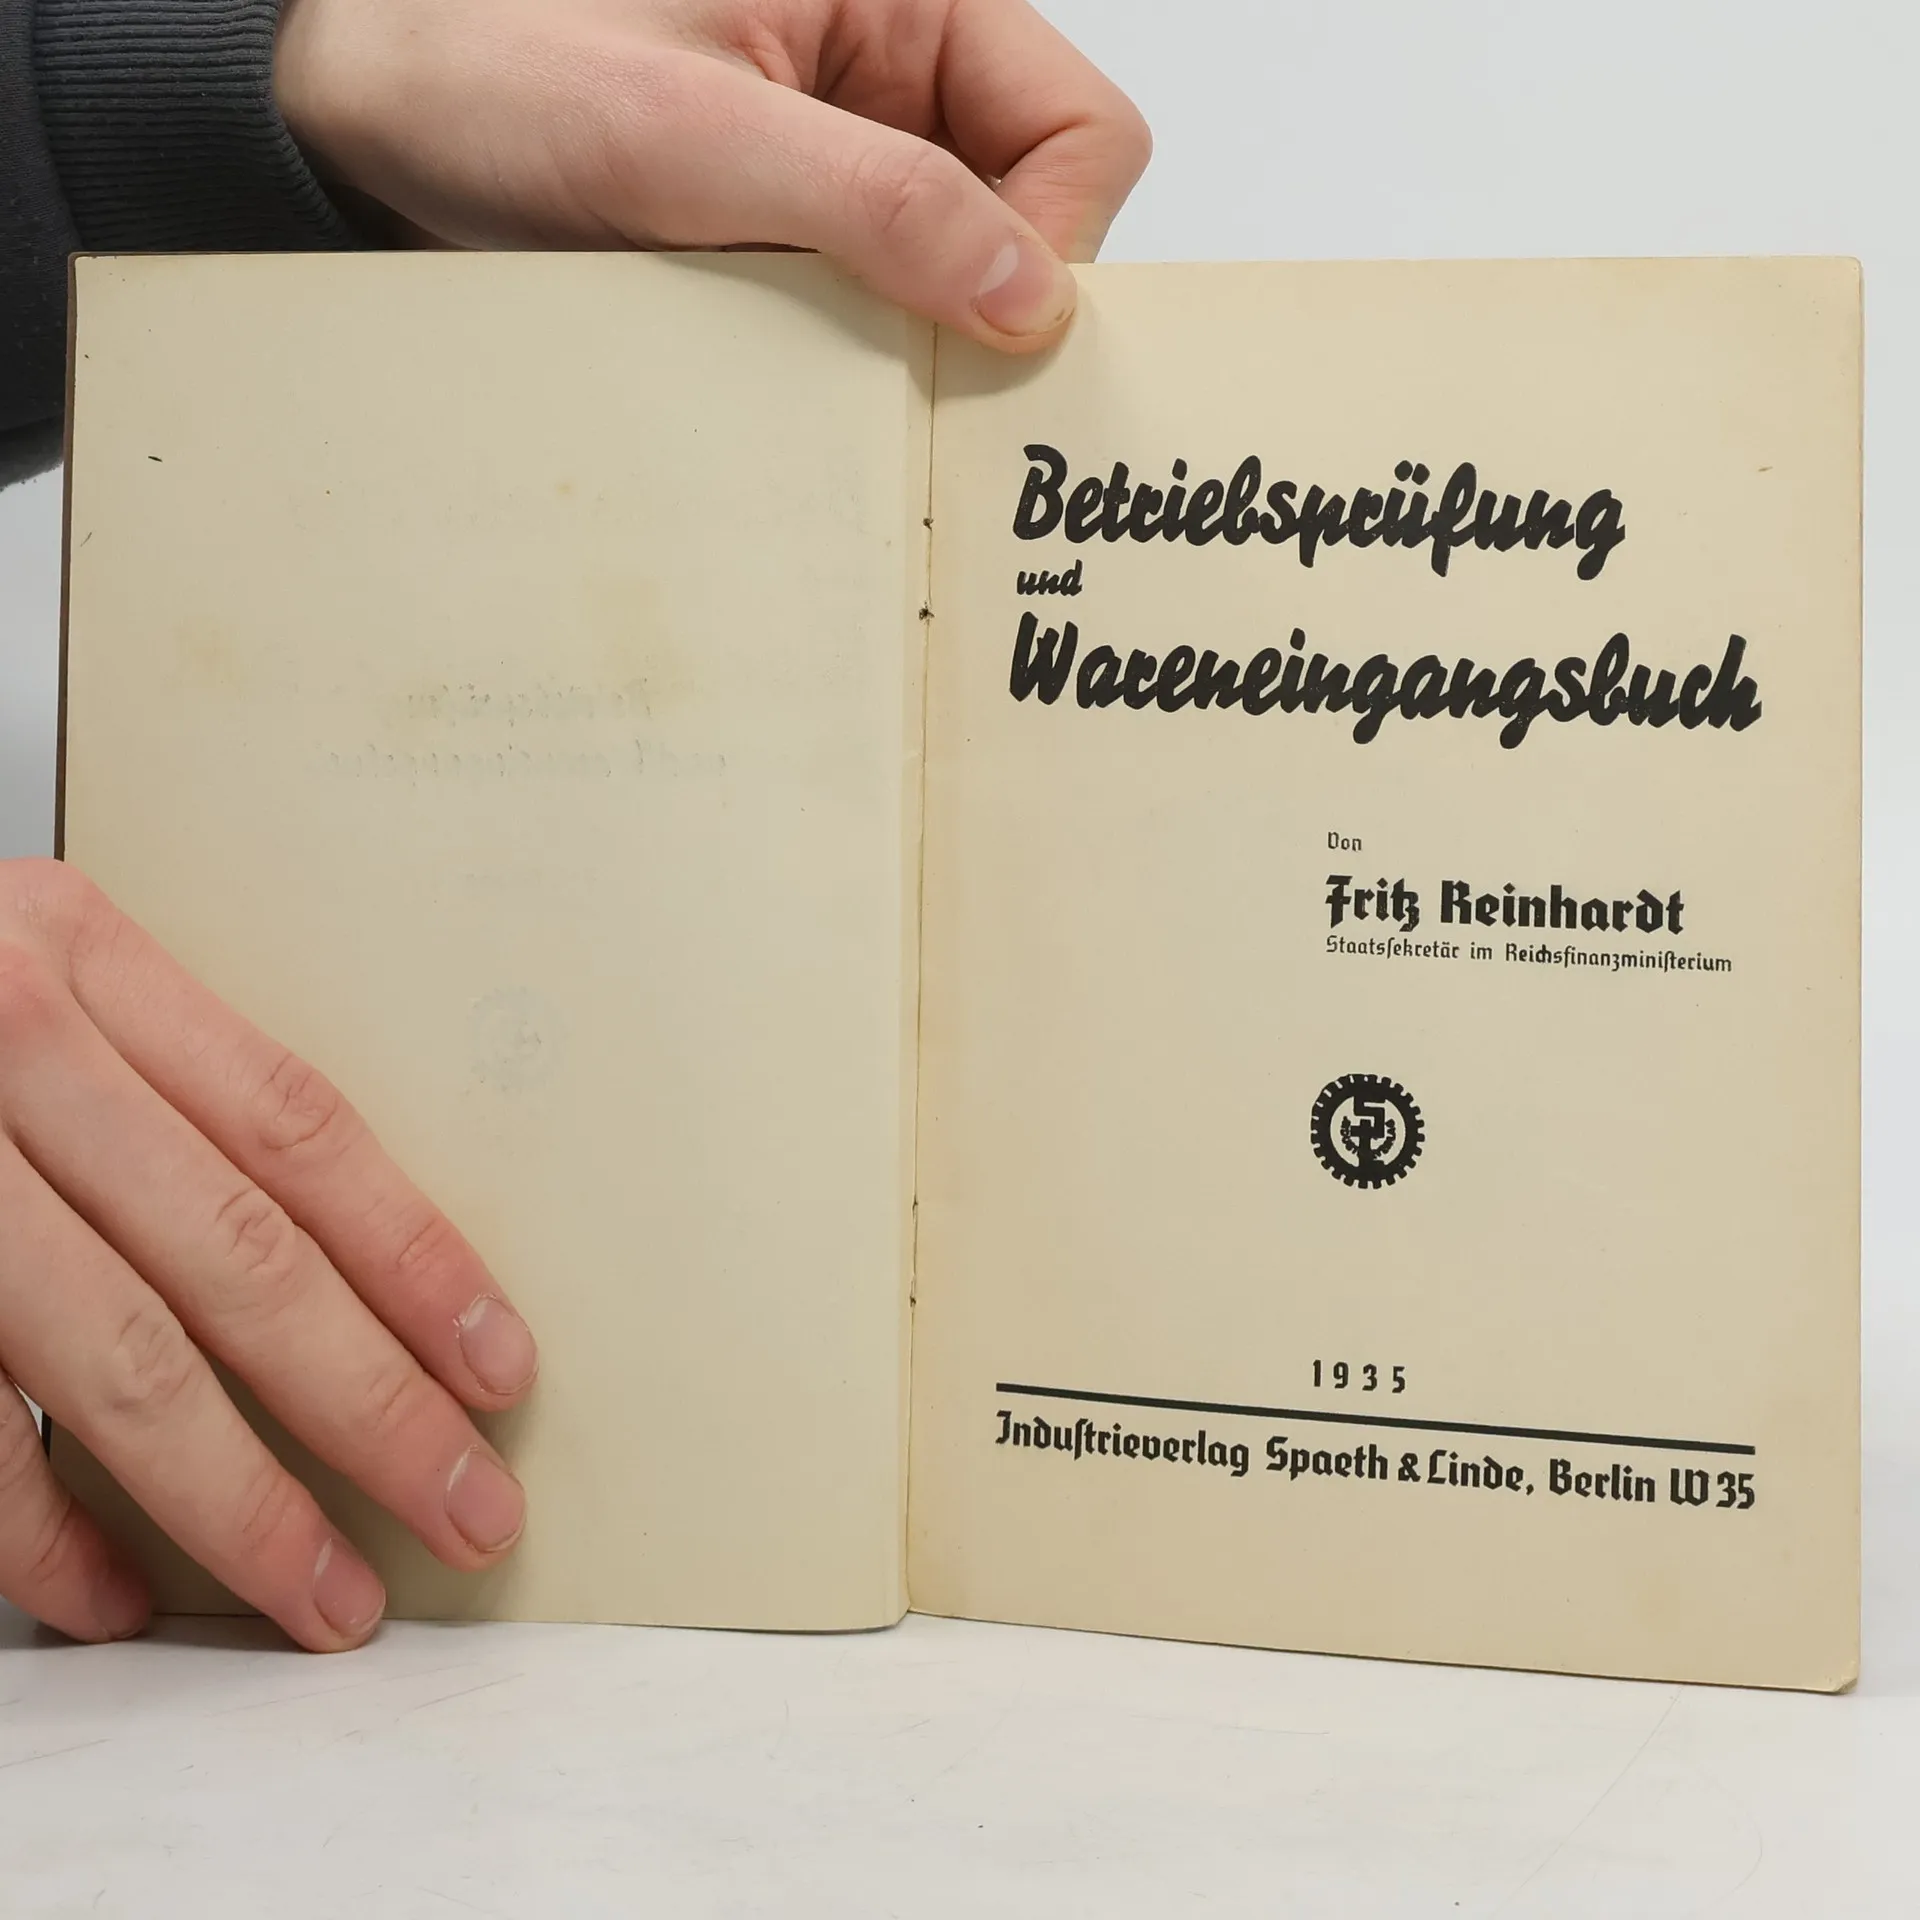 Betriebsprüfung
und
Wareneingangsbuch
Von
Fritz Reinhardt
Staatsſekretär im Reichsfinanzminiſterium
1935
Induſtrieverlag Spaeth & Linde, Berlin W 35